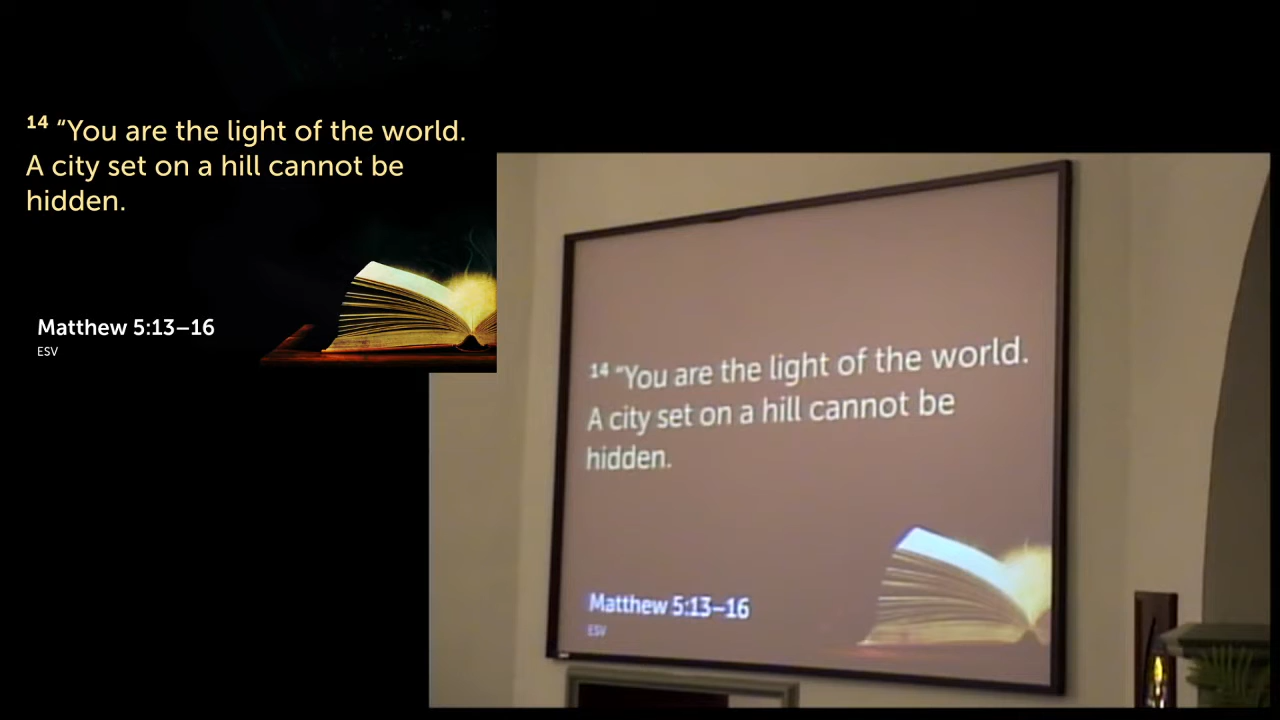 14 “You are the light of the world.
A city set on a hill cannot be
hidden.
Matthew 5:13–16
ESV
14 “You are the light of the world.
A city set on a hill cannot be
hidden.
Matthew 5:13–16
ESV